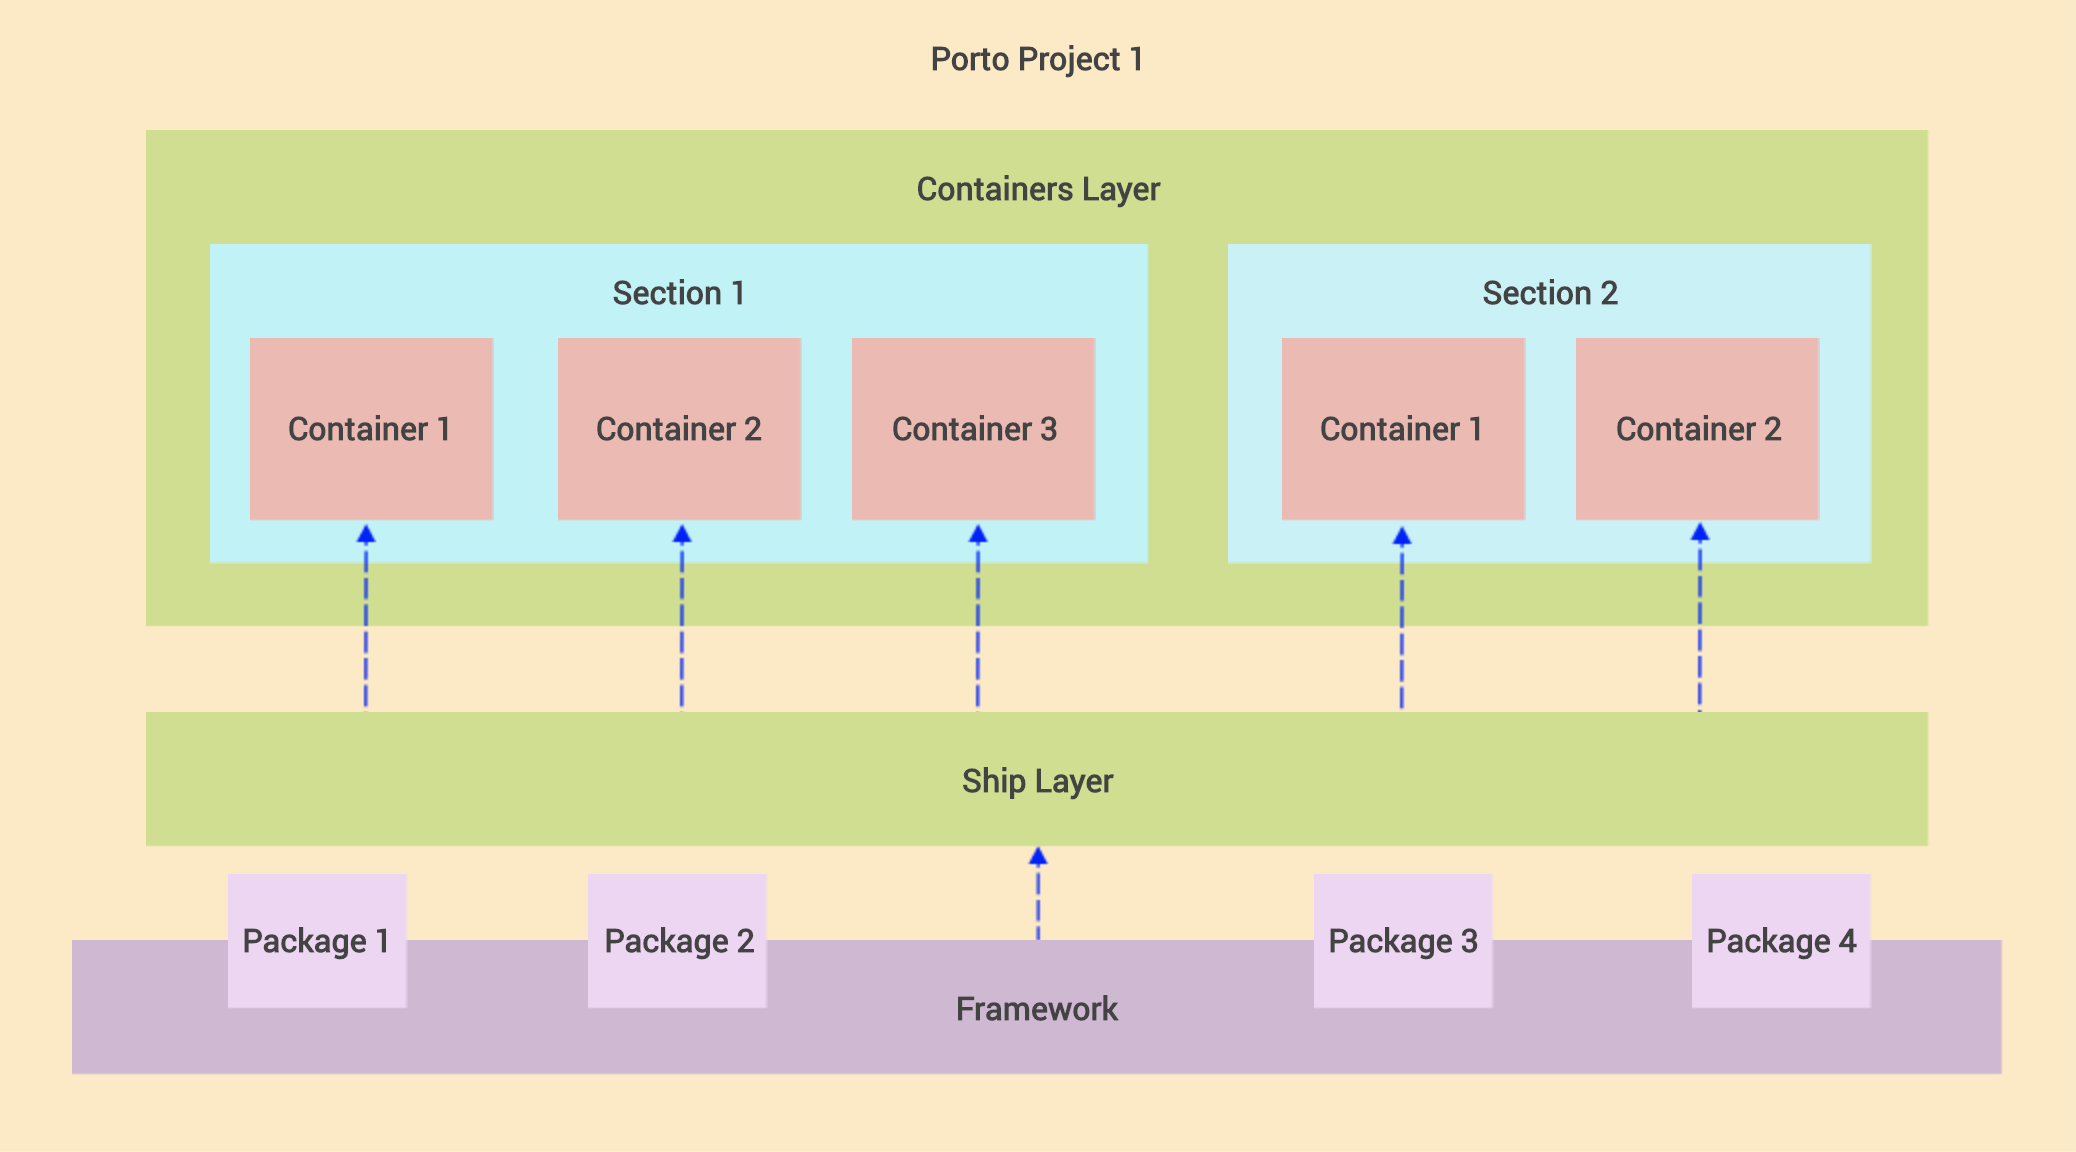 Porto Project 1
Containers Layer
Section 1
Container 1
Container 2
Container 3
Section 2
Container 1
Container 2
Ship Layer
Package 1
Package 2
Package 3
Package 4
Framework